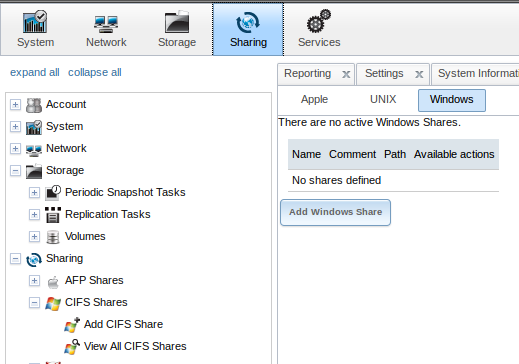 System Network Storage Sharing Services
expand all collapse all
Reporting Settings System Informati
Apple UNIX Windows
There are no active Windows Shares.
Name Comment Path Available actions
No shares defined
Add Windows Share
Account
System
Network
Storage
Periodic Snapshot Tasks
Replication Tasks
Volumes
Sharing
AFP Shares
CIFS Shares
Add CIFS Share
View All CIFS Shares